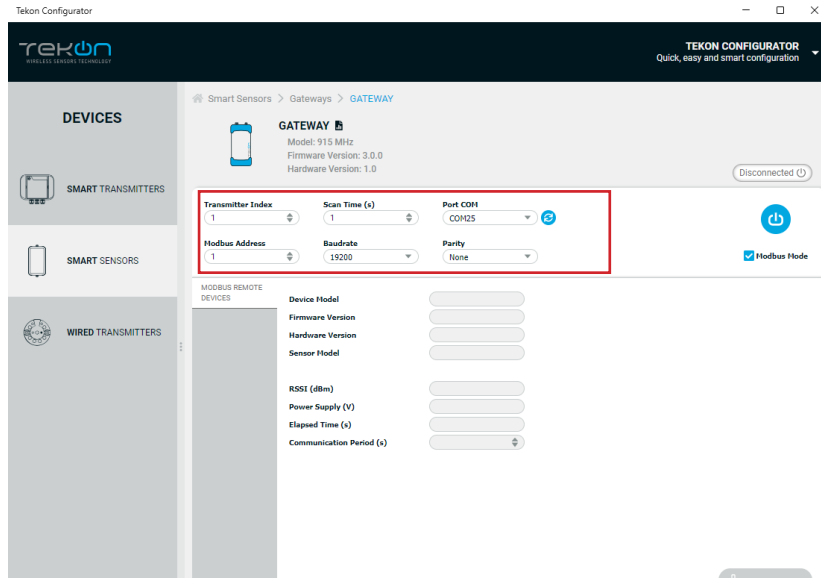 Tekon Configurator
TEKON
WIRELESS SENSORS TECHNOLOGY
TEKON CONFIGURATOR
Quick, easy and smart configuration
DEVICES
SMART TRANSMITTERS
SMART SENSORS
WIRED TRANSMITTERS
Smart Sensors > Gateways > GATEWAY
GATEWAY
Model: 915 MHz
Firmware Version: 3.0.0
Hardware Version: 1.0
Disconnected
Transmitter Index Scan Time (s) Port COM
1 1 COM25
Modbus Address Baudrate Parity
1 19200 None
Modbus Mode
MODBUS REMOTE
DEVICES
Device Model
Firmware Version
Hardware Version
Sensor Model
RSSI (dBm)
Power Supply (V)
Elapsed Time (s)
Communication Period (s)